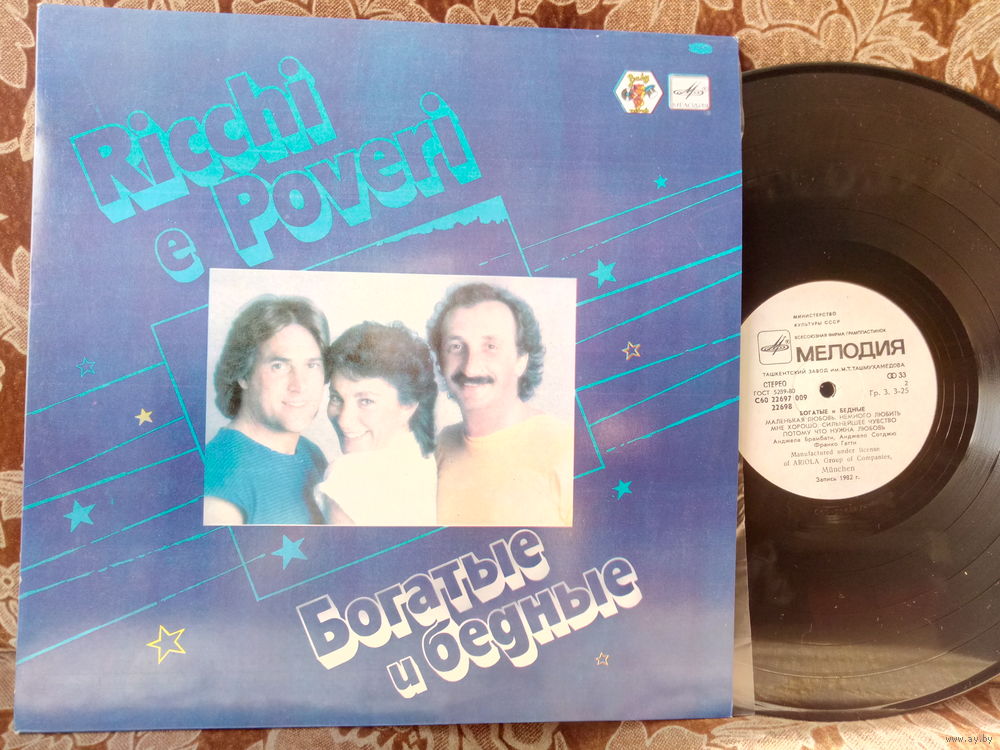 Ricchi
e Poveri
МЕЛОДИЯ
Богатые
и бедные
МИНИСТЕРСТВО
КУЛЬТУРЫ СССР
ВСЕСОЮЗНАЯ ФИРМА ГРАМПЛАСТИНОК
МЕЛОДИЯ
ТАШКЕНТСКИЙ ЗАВОД ИМ. М.Т.ТАШМУХАМЕДОВА
СТЕРЕО 33
ГОСТ 5289-80 2
С60 22697 009 Гр. 3. 3-25
22698
БОГАТЫЕ и БЕДНЫЕ
МАЛЕНЬКАЯ ЛЮБОВЬ. НЕМНОГО ЛЮБИТЬ
МНЕ ХОРОШО. СИЛЬНЕЙШЕЕ ЧУВСТВО
ПОТОМУ ЧТО НУЖНА ЛЮБОВЬ
Анджела Брамбати, Анджело Сотджю
Франко Гатти
Manufactured under license
of ARIOLA Group of Companies,
München
Запись 1982 г.
www.ay.by